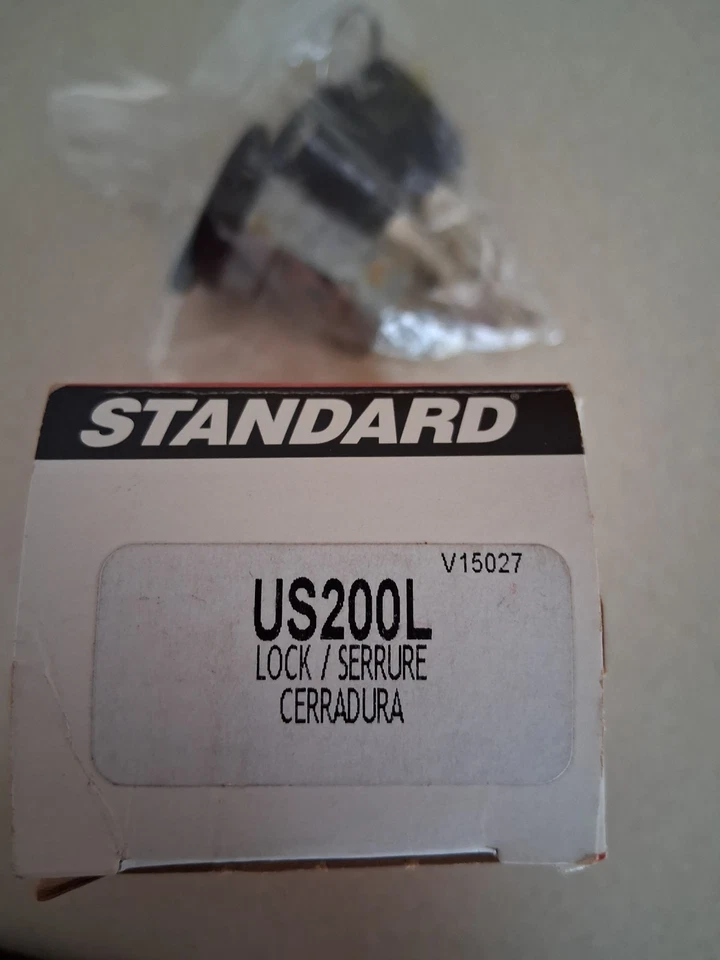 STANDARD®
V15027
US200L
LOCK / SERRURE
CERRADURA